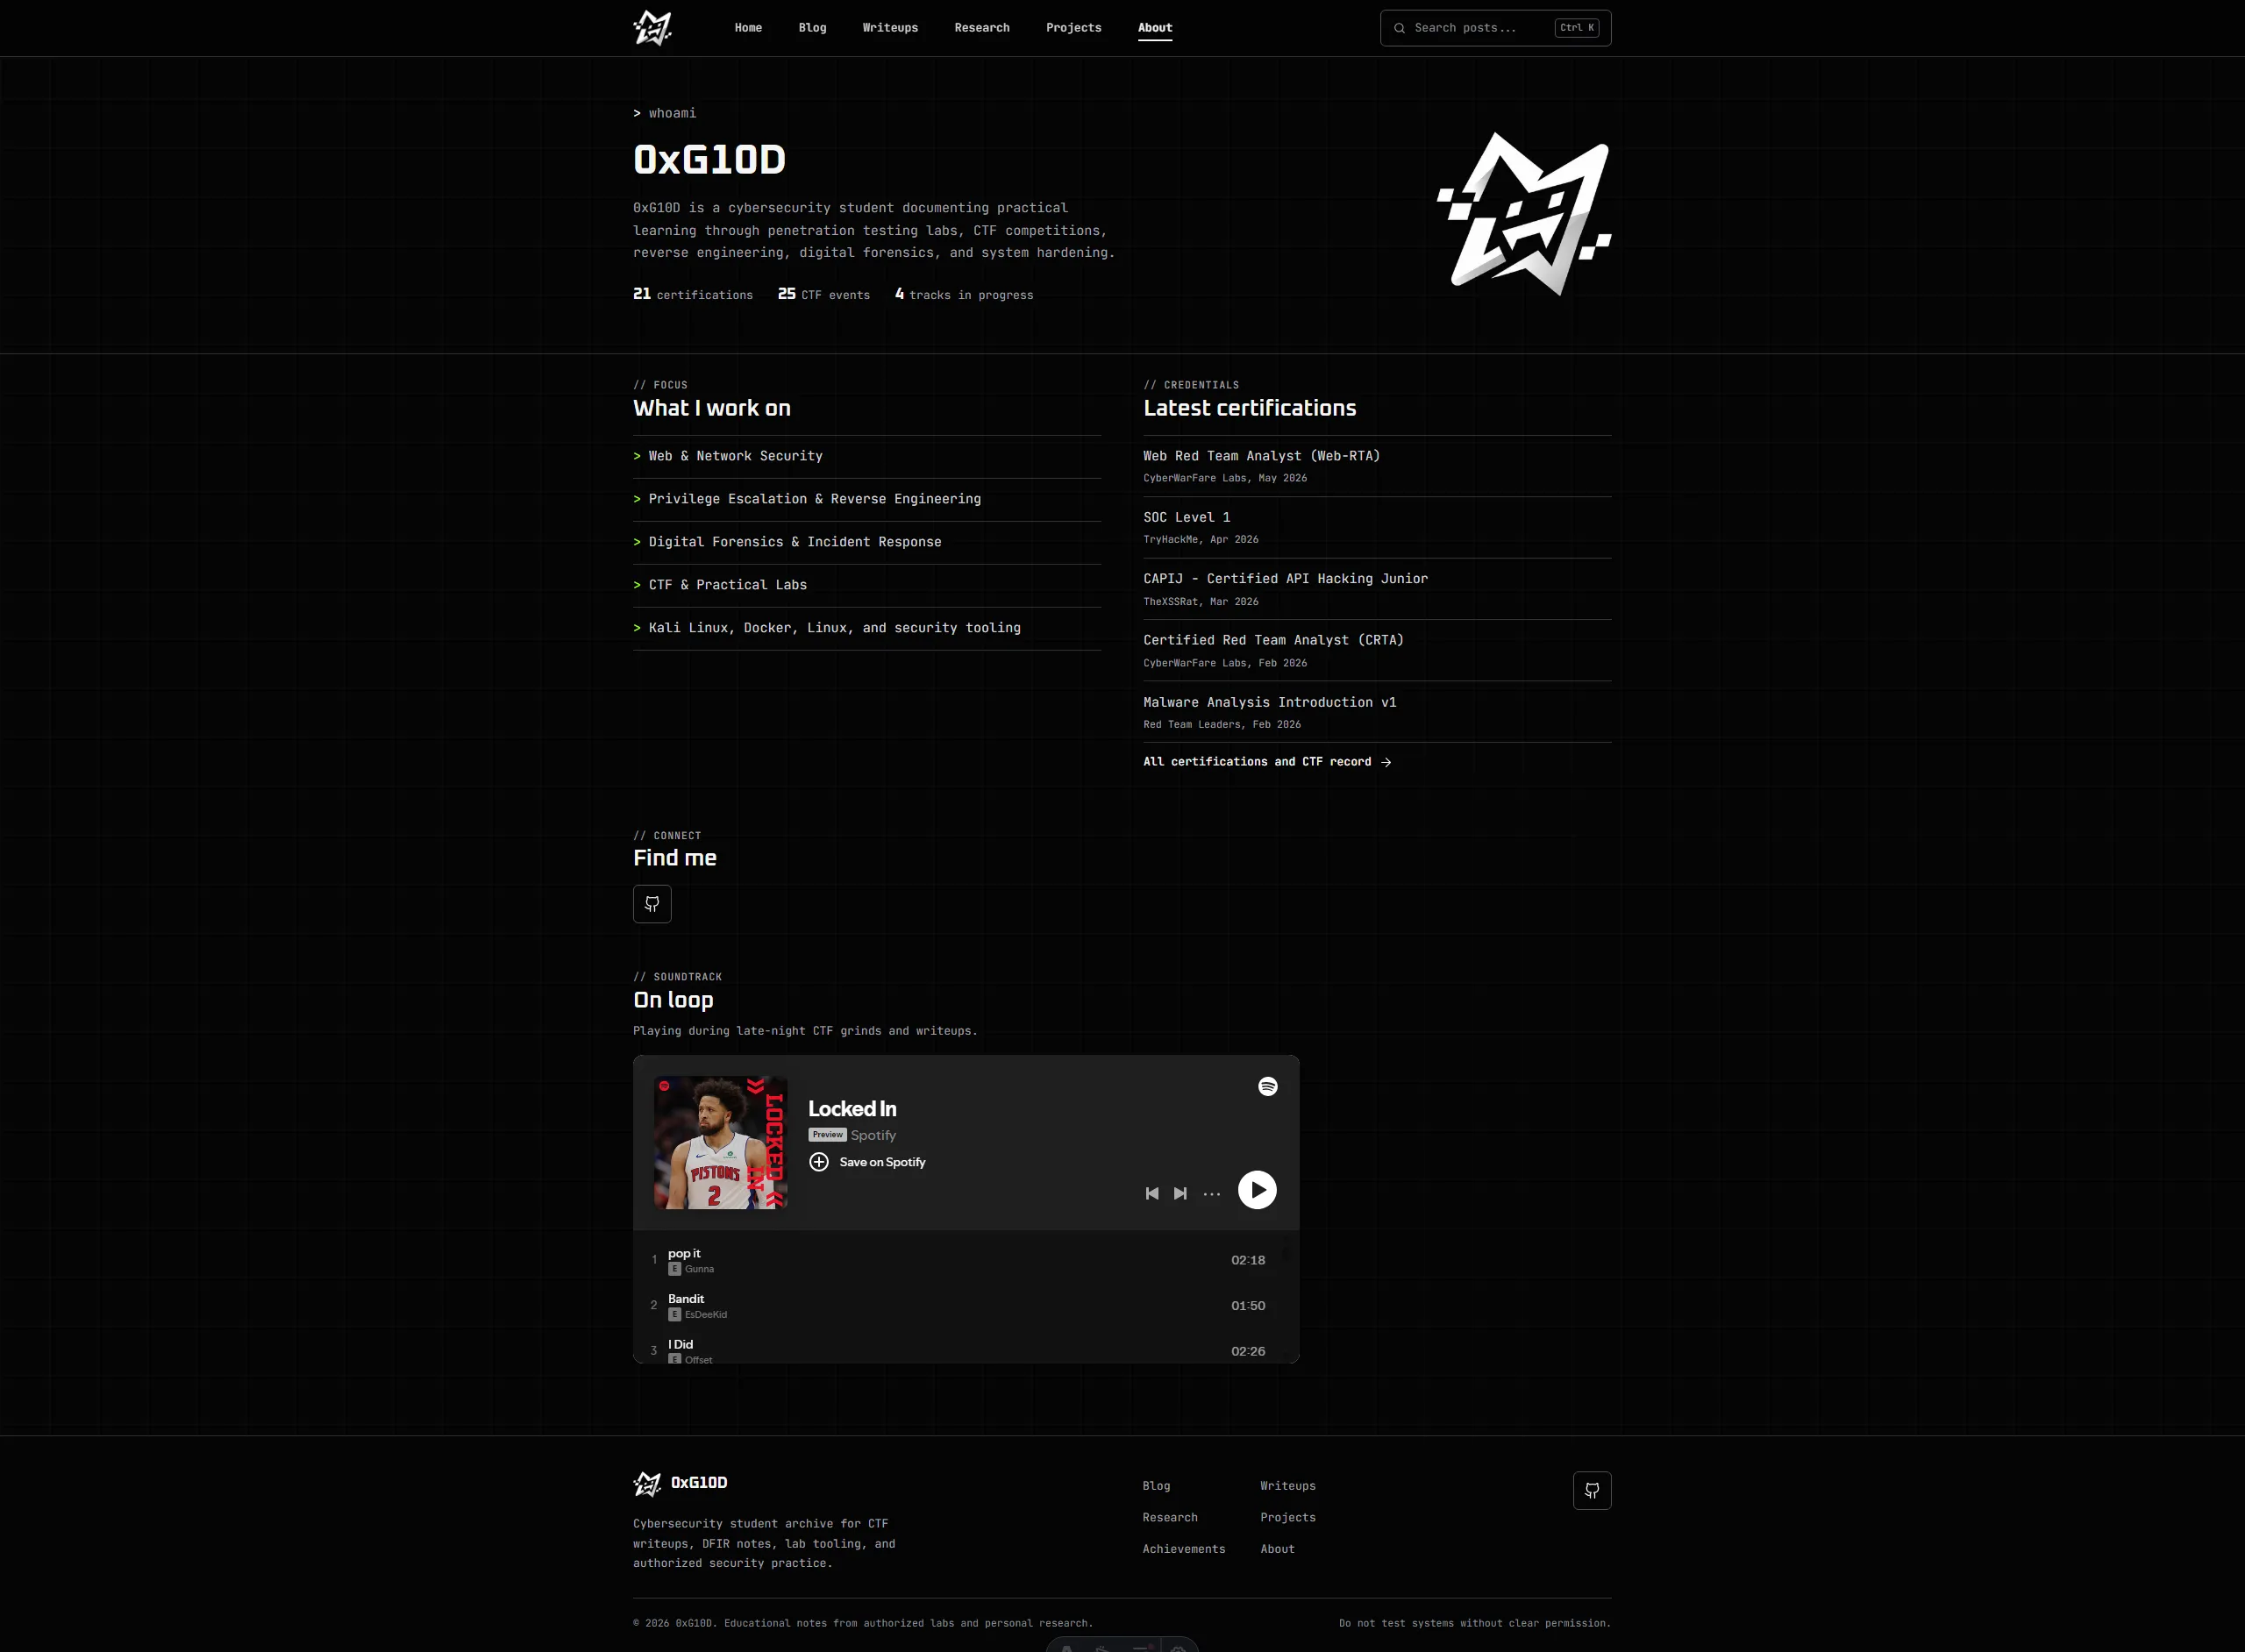 Home Blog Writeups Research Projects About Search posts... Ctrl K
> whoami
0xG10D
0xG10D is a cybersecurity student documenting practical
learning through penetration testing labs, CTF competitions,
reverse engineering, digital forensics, and system hardening.
21 certifications 25 CTF events 4 tracks in progress
// FOCUS
What I work on
> Web & Network Security
> Privilege Escalation & Reverse Engineering
> Digital Forensics & Incident Response
> CTF & Practical Labs
> Kali Linux, Docker, Linux, and security tooling
// CREDENTIALS
Latest certifications
Web Red Team Analyst (Web-RTA)
CyberWarFare Labs, May 2026
SOC Level 1
TryHackMe, Apr 2026
CAPIJ - Certified API Hacking Junior
TheXSSRat, Mar 2026
Certified Red Team Analyst (CRTA)
CyberWarFare Labs, Feb 2026
Malware Analysis Introduction v1
Red Team Leaders, Feb 2026
All certifications and CTF record →
// CONNECT
Find me
// SOUNDTRACK
On loop
Playing during late-night CTF grinds and writeups.
LOCKED
IN
PISTONS
2
Locked In
Preview Spotify
Save on Spotify
1 pop it 02:18
E Gunna
2 Bandit 01:50
E EsDeeKid
3 I Did 02:26
E Offset
0xG10D
Cybersecurity student archive for CTF
writeups, DFIR notes, lab tooling, and
authorized security practice.
Blog Writeups
Research Projects
Achievements About
© 2026 0xG10D. Educational notes from authorized labs and personal research.
Do not test systems without clear permission.